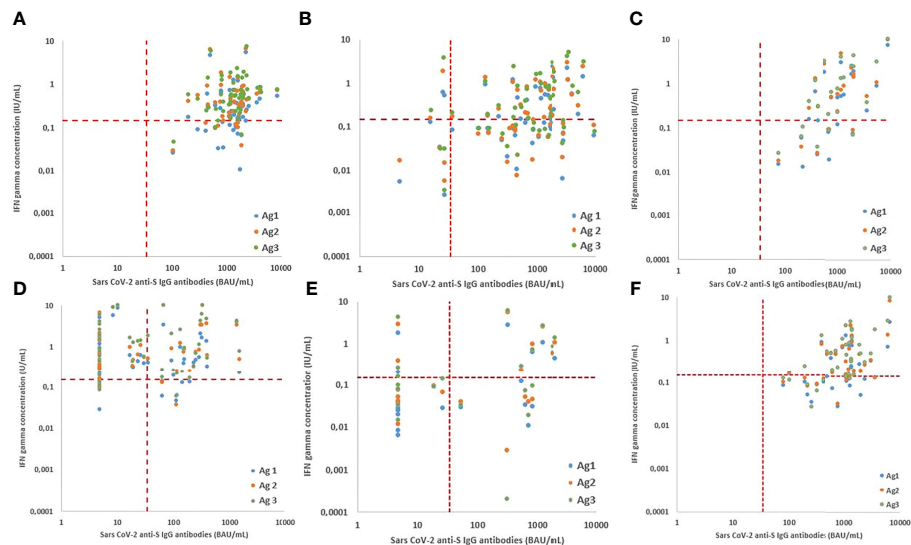 A
IFN gamma concentration (IU/mL)
10
1
0,1
0,01
0,001
0,0001
1 10 100 1000 10000
Sars CoV-2 anti-S IgG antibodies (BAU/mL)
Ag1
Ag2
Ag3
B
IFN gamma concentration (IU/mL)
10
1
0,1
0,01
0,001
0,0001
1 10 100 1000 10000
Sars CoV-2 anti-S IgG antibodies (BAU/mL)
Ag 1
Ag 2
Ag 3
C
IFN gamma concentration (IU/mL)
10
1
0,1
0,01
0,001
0,0001
1 10 100 1000 10000
Sars CoV-2 anti-S IgG antibodies (BAU/mL)
Ag1
Ag2
Ag3
D
IFN gamma concentration (IU/mL)
10
1
0,1
0,01
0,001
0,0001
1 10 100 1000 10000
Sars CoV-2 anti-S IgG antibodies (BAU/mL)
Ag 1
Ag 2
Ag 3
E
IFN gamma concentration (IU/mL)
10
1
0,1
0,01
0,001
0,0001
1 10 100 1000 10000
Sars CoV-2 anti-S IgG antibodies (BAU/mL)
Ag1
Ag2
Ag3
F
IFN gamma concentration (IU/mL)
10
1
0,1
0,01
0,001
0,0001
1 10 100 1000 10000
Sars CoV-2 anti-S IgG antibodies (BAU/mL)
Ag1
Ag2
Ag3